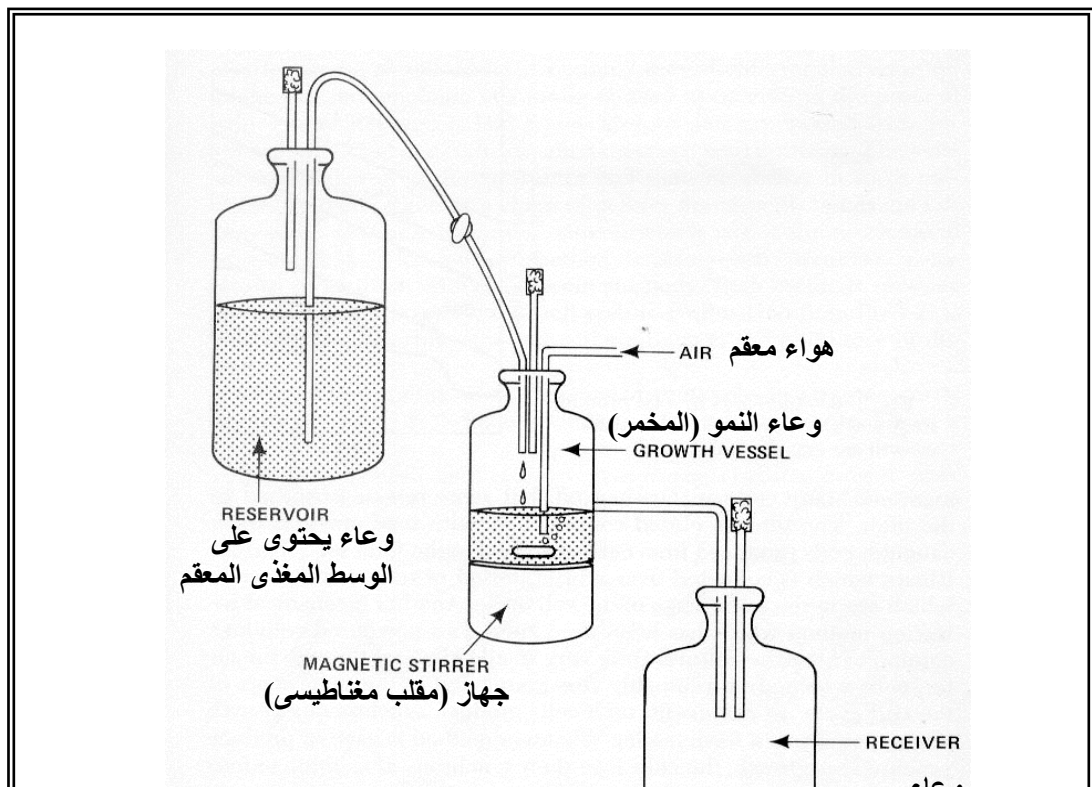 AIR هواء معقم
وعاء النمو (المخمر)
GROWTH VESSEL
RESERVOIR
وعاء يحتوى على
الوسط المغذى المعقم
MAGNETIC STIRRER
جهاز (مقلب مغناطيسى)
RECEIVER